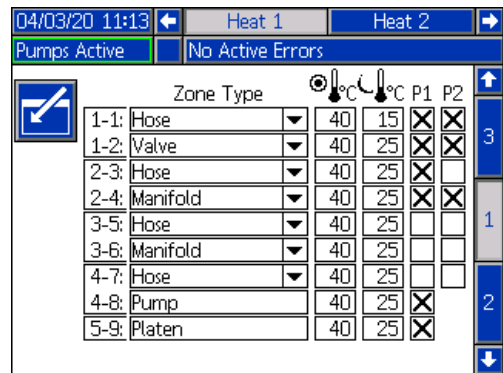 04/03/20 11:13 Heat 1 Heat 2
Pumps Active No Active Errors
Zone Type °C °C P1 P2
1-1: Hose 40 15
1-2: Valve 40 25
2-3: Hose 40 25
2-4: Manifold 40 25
3-5: Hose 40 25
3-6: Manifold 40 25
4-7: Hose 40 25
4-8: Pump 40 25
5-9: Platen 40 25
3
1
2